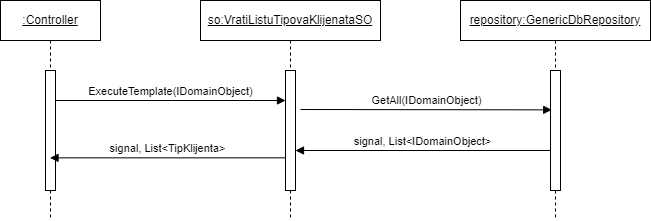 :Controller
so:VratiListuTipovaKlijenataSO
repository:GenericDbRepository
ExecuteTemplate(IDomainObject)
GetAll(IDomainObject)
signal, List<IDomainObject>
signal, List<TipKlijenta>